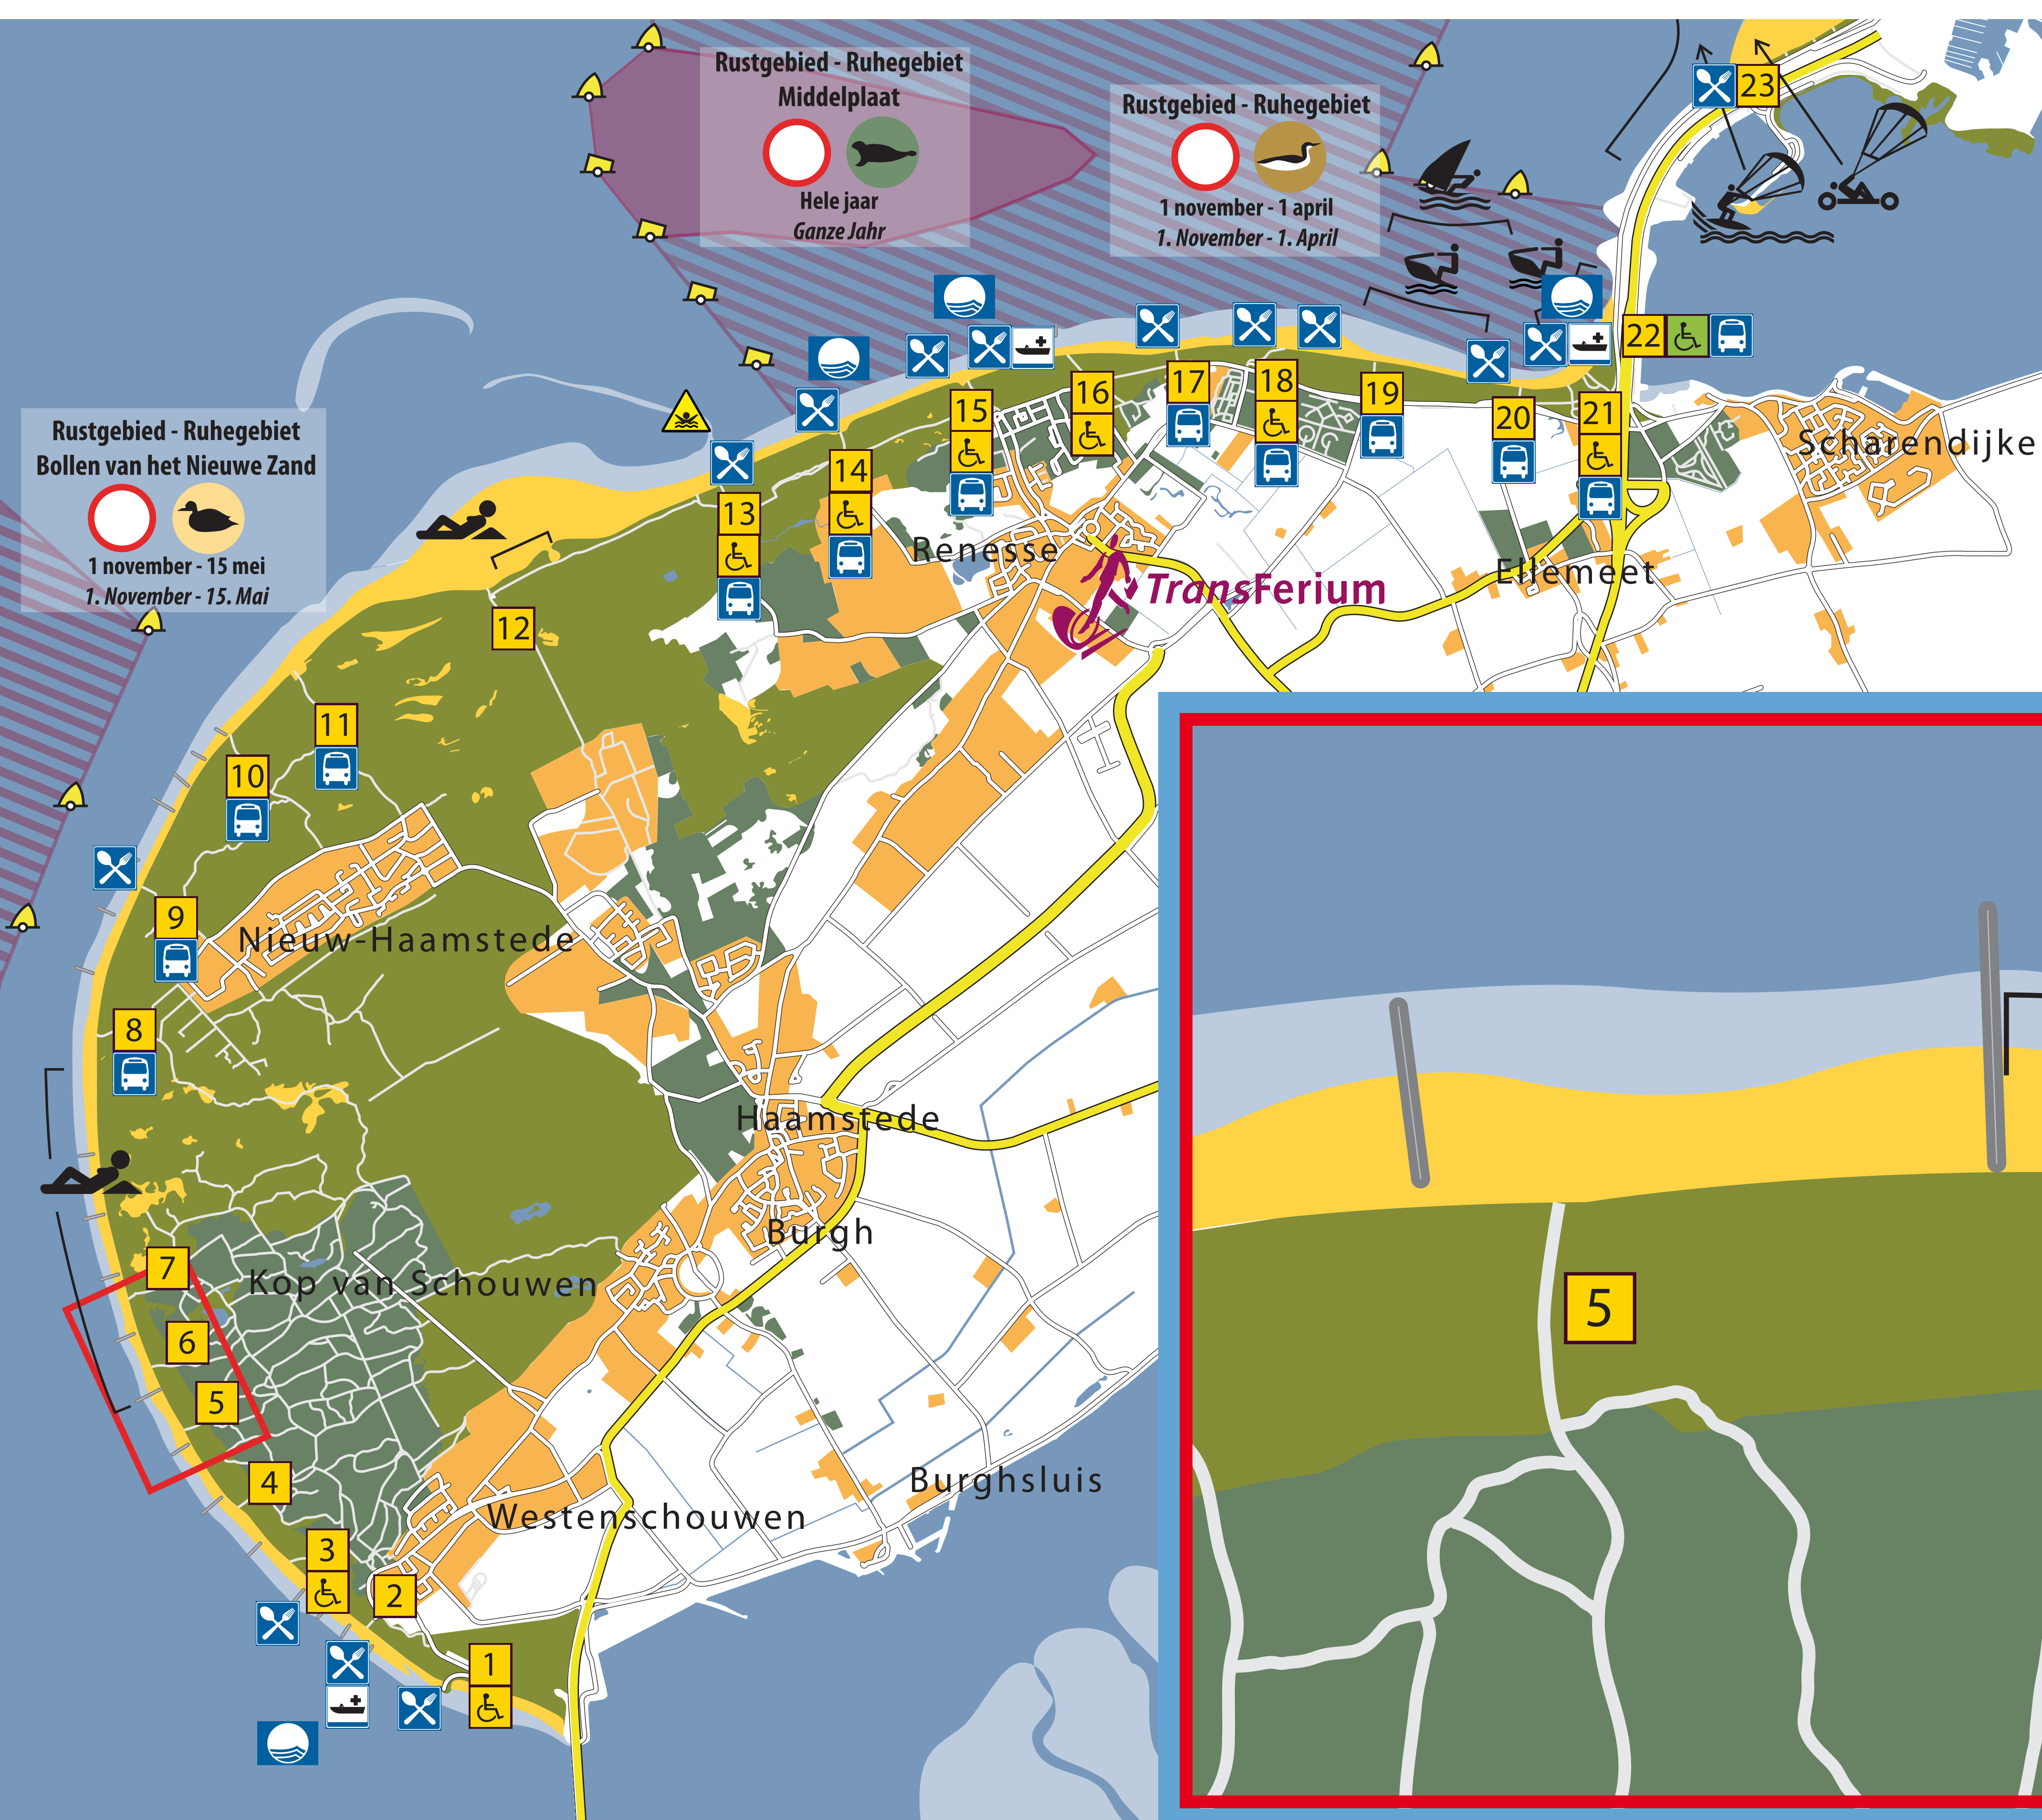 Rustgebied - Ruhegebiet
Middelplaat
Hele jaar
Ganze Jahr
Rustgebied - Ruhegebiet
1 november - 1 april
1. November - 1. April
23
22
Rustgebied - Ruhegebiet
Bollen van het Nieuwe Zand
1 november - 15 mei
1. November - 15. Mai
15
16
17
18
19
20
21
Scharendijke
14
13
Renesse
TransFerium
Ellemeet
12
11
10
9
Nieuw-Haamstede
8
Haamstede
Burgh
7
Kop van Schouwen
6
5
4
Burghsluis
Westenschouwen
3
2
1
5